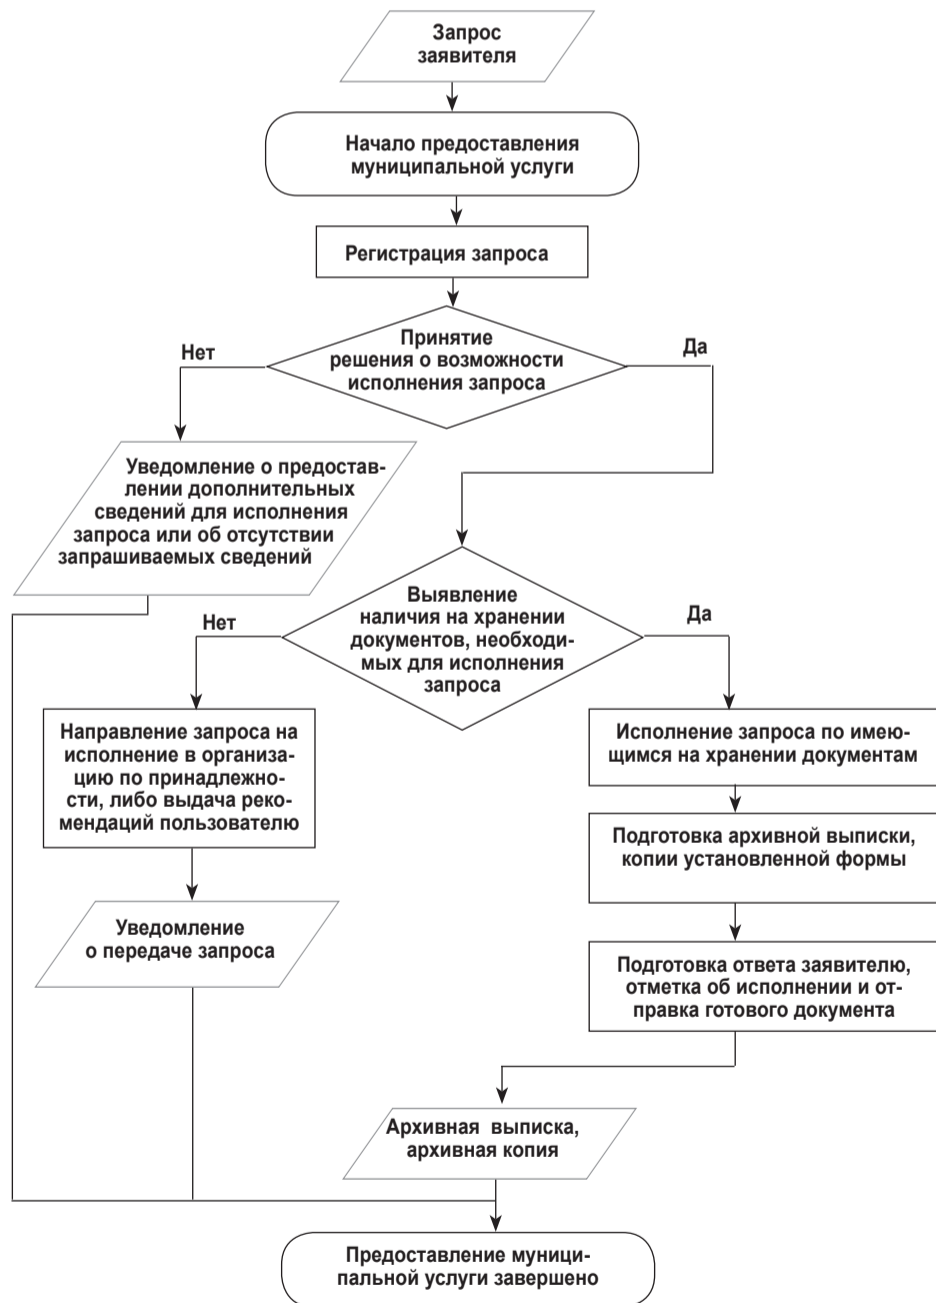 Запрос
заявителя
Начало предоставления
муниципальной услуги
Регистрация запроса
Принятие
решения о возможности
исполнения запроса
Нет
Да
Уведомление о предостав-
лении дополнительных
сведений для исполнения
запроса или об отсутствии
запрашиваемых сведений
Выявление
наличия на хранении
документов, необходи-
мых для исполнения
запроса
Нет
Да
Направление запроса на
исполнение в организа-
цию по принадлежно-
сти, либо выдача реко-
мендаций пользователю
Исполнение запроса по имею-
щимся на хранении документам
Подготовка архивной выписки,
копии установленной формы
Уведомление
о передаче запроса
Подготовка ответа заявителю,
отметка об исполнении и от-
правка готового документа
Архивная выписка,
архивная копия
Предоставление муници-
пальной услуги завершено